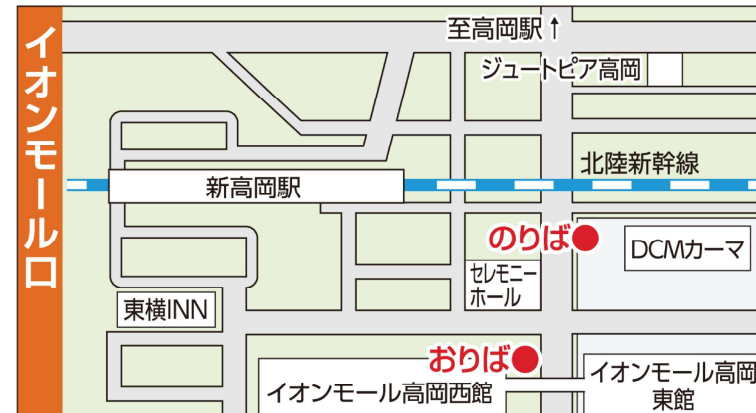 イオンモール口
至高岡駅↑
ジュートピア高岡
北陸新幹線
新高岡駅
のりば
DCMカーマ
セレモニー
ホール
東横INN
おりば
イオンモール高岡西館
イオンモール高岡
東館